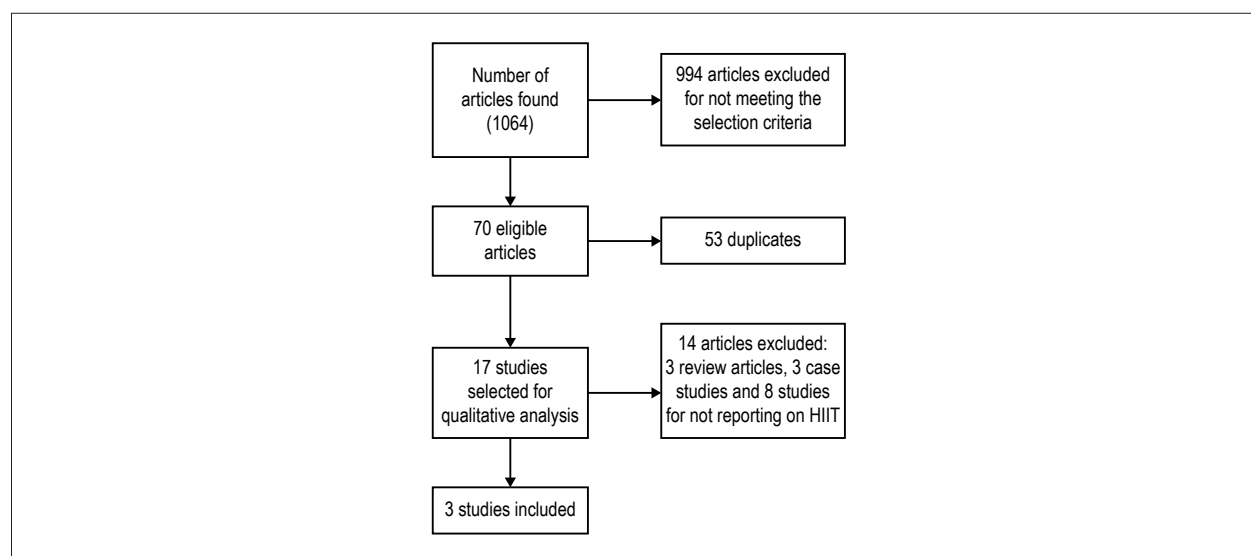 Number of
articles found
(1064)
994 articles excluded
for not meeting the
selection criteria
70 eligible
articles
53 duplicates
17 studies
selected for
qualitative analysis
14 articles excluded:
3 review articles, 3 case
studies and 8 studies
for not reporting on HIIT
3 studies included